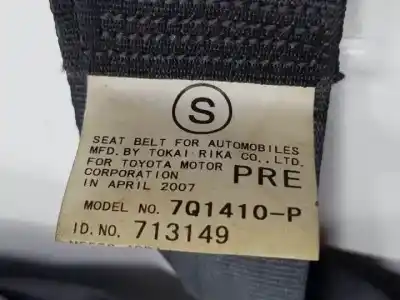 S
SEAT BELT FOR AUTOMOBILES
MFD. BY TOKAI RIKA CO., LTD.
FOR TOYOTA MOTOR
CORPORATION PRE
IN APRIL 2007
MODEL NO. 7Q1410-P
ID.NO. 713149